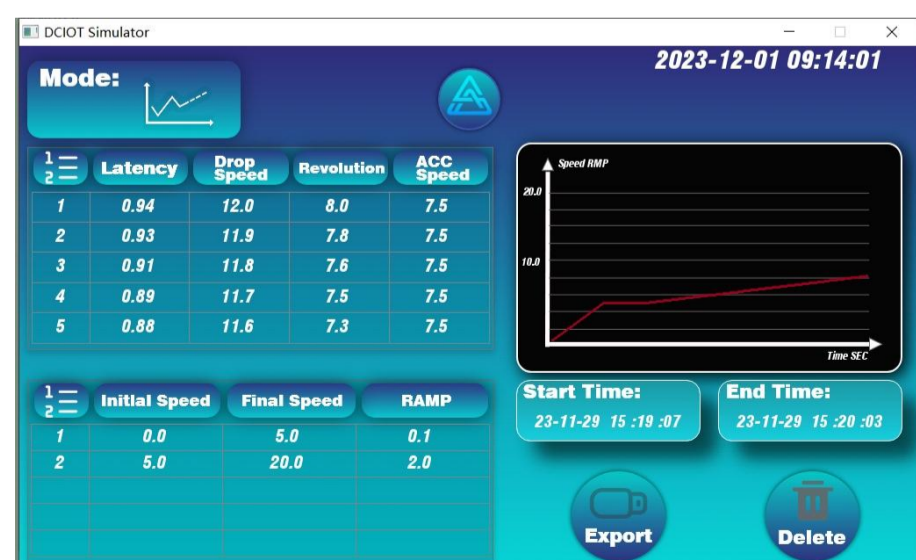 DCIOT Simulator
2023-12-01 09:14:01
Mode:
1 2 Latency Drop Speed Revolution ACC Speed
1 0.94 12.0 8.0 7.5
2 0.93 11.9 7.8 7.5
3 0.91 11.8 7.6 7.5
4 0.89 11.7 7.5 7.5
5 0.88 11.6 7.3 7.5
Speed RMP
20.0
10.0
Time SEC
1 2 Initlal Speed Final Speed RAMP
1 0.0 5.0 0.1
2 5.0 20.0 2.0
Start Time:
23-11-29 15 :19 :07
End Time:
23-11-29 15 :20 :03
Export
Delete